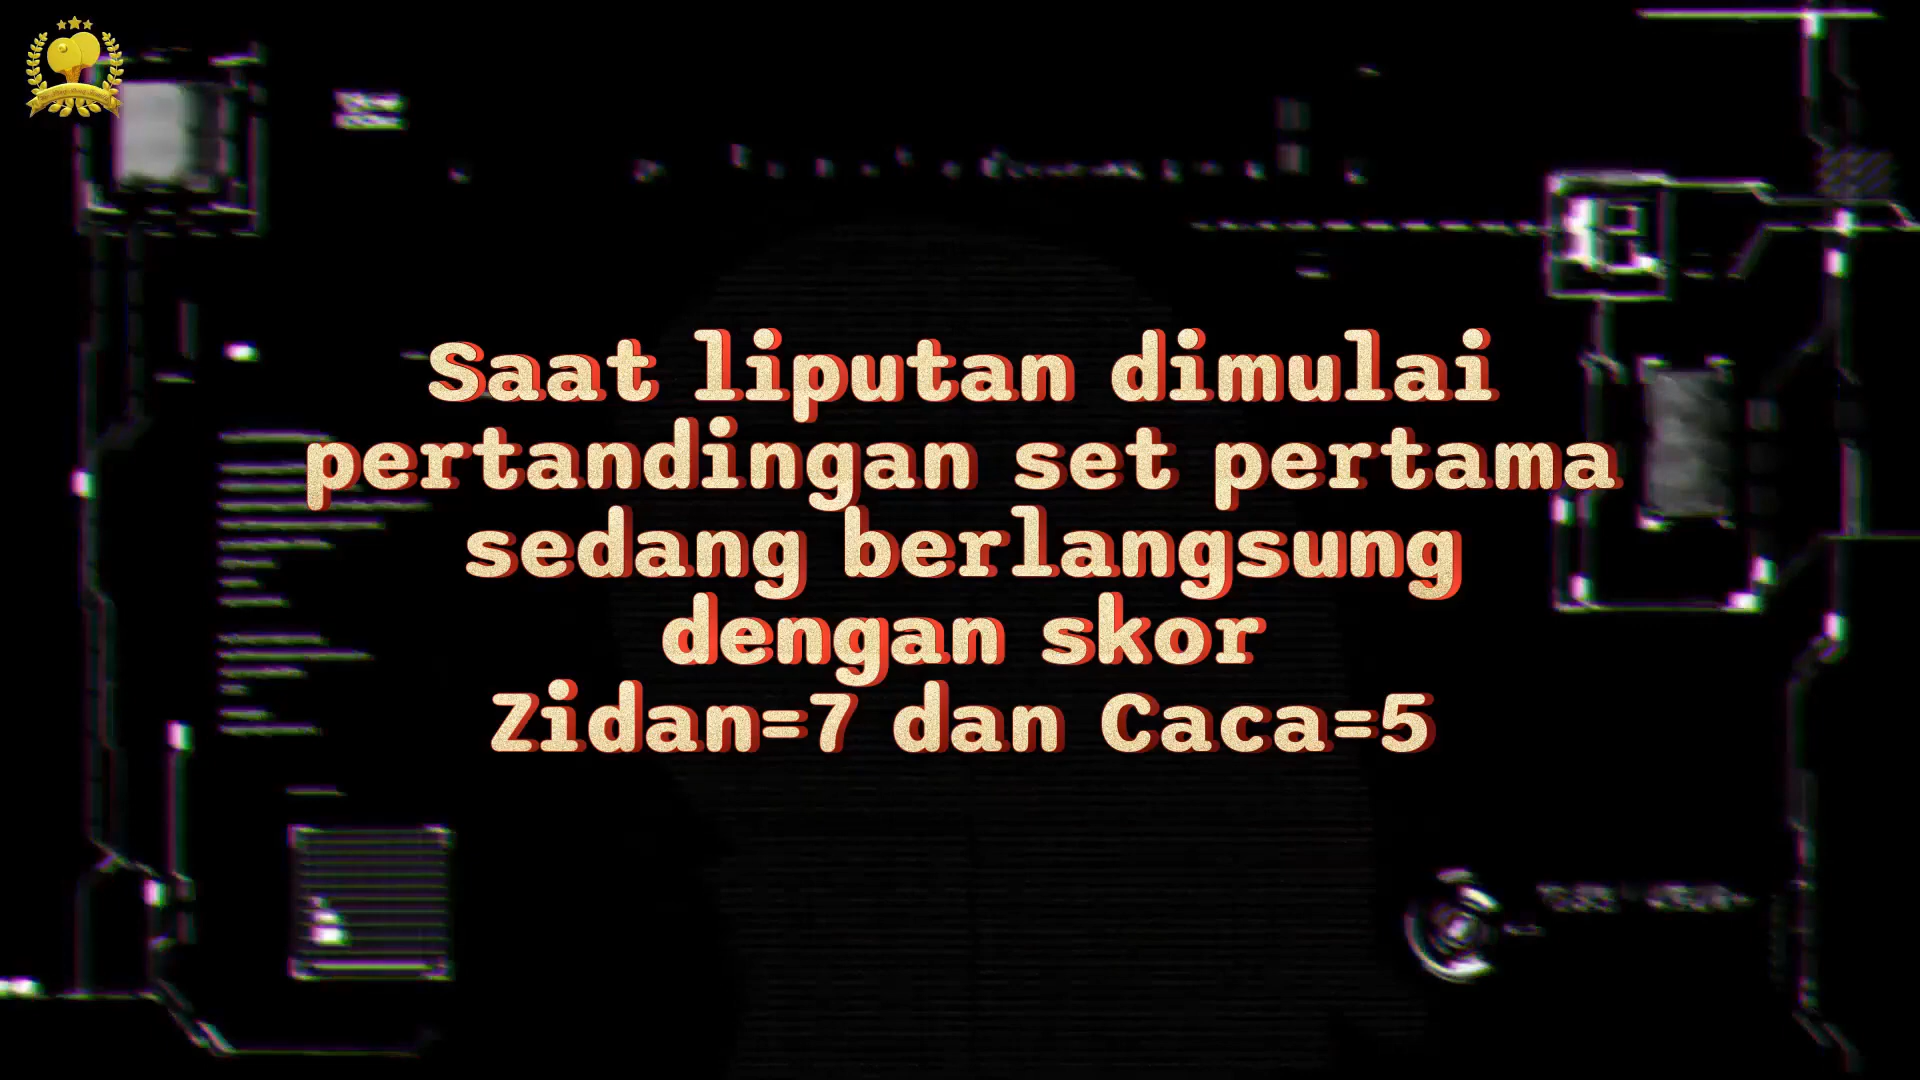 Saat liputan dimulai
pertandingan set pertama
sedang berlangsung
dengan skor
Zidan=7 dan Caca=5